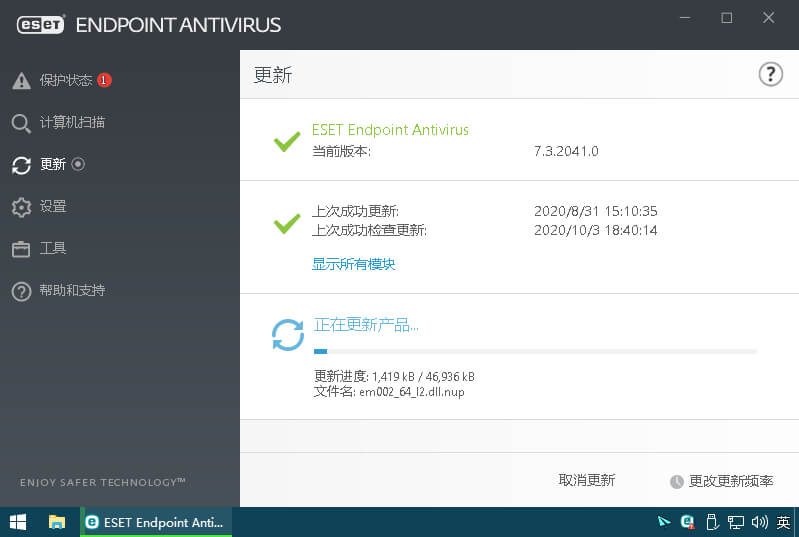 eseT ENDPOINT ANTIVIRUS
保护状态 1
计算机扫描
更新
设置
工具
帮助和支持
ENJOY SAFER TECHNOLOGY™
更新
?
ESET Endpoint Antivirus
当前版本: 7.3.2041.0
上次成功更新: 2020/8/31 15:10:35
上次成功检查更新: 2020/10/3 18:40:14
显示所有模块
正在更新产品...
更新进度: 1,419 kB / 46,936 kB
文件名: em002_64_l2.dll.nup
取消更新
更改更新频率
ESET Endpoint Anti...
英